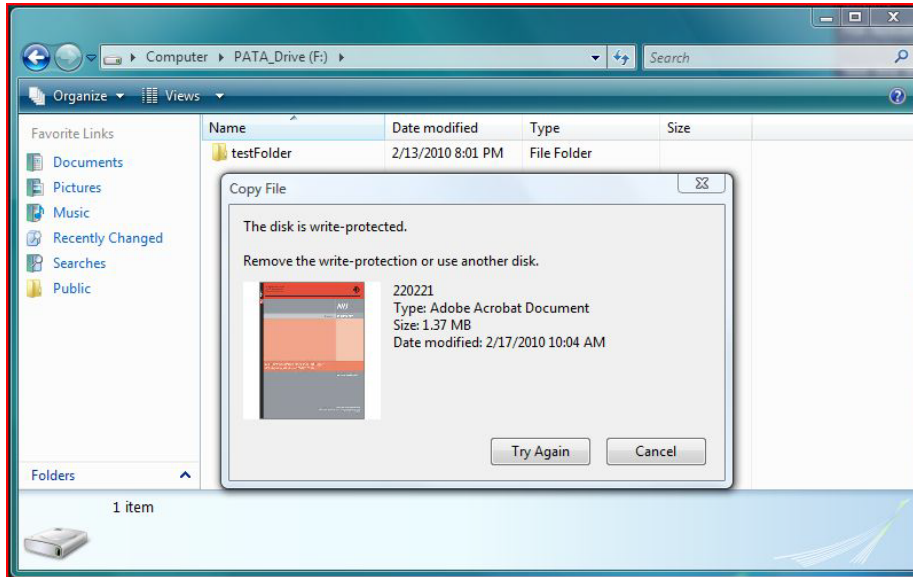 Computer PATA_Drive (F:)
Search
Organize Views
Favorite Links
Documents
Pictures
Music
Recently Changed
Searches
Public
Folders
Name Date modified Type Size
testFolder 2/13/2010 8:01 PM File Folder
Copy File
The disk is write-protected.
Remove the write-protection or use another disk.
220221
Type: Adobe Acrobat Document
Size: 1.37 MB
Date modified: 2/17/2010 10:04 AM
Try Again Cancel
1 item